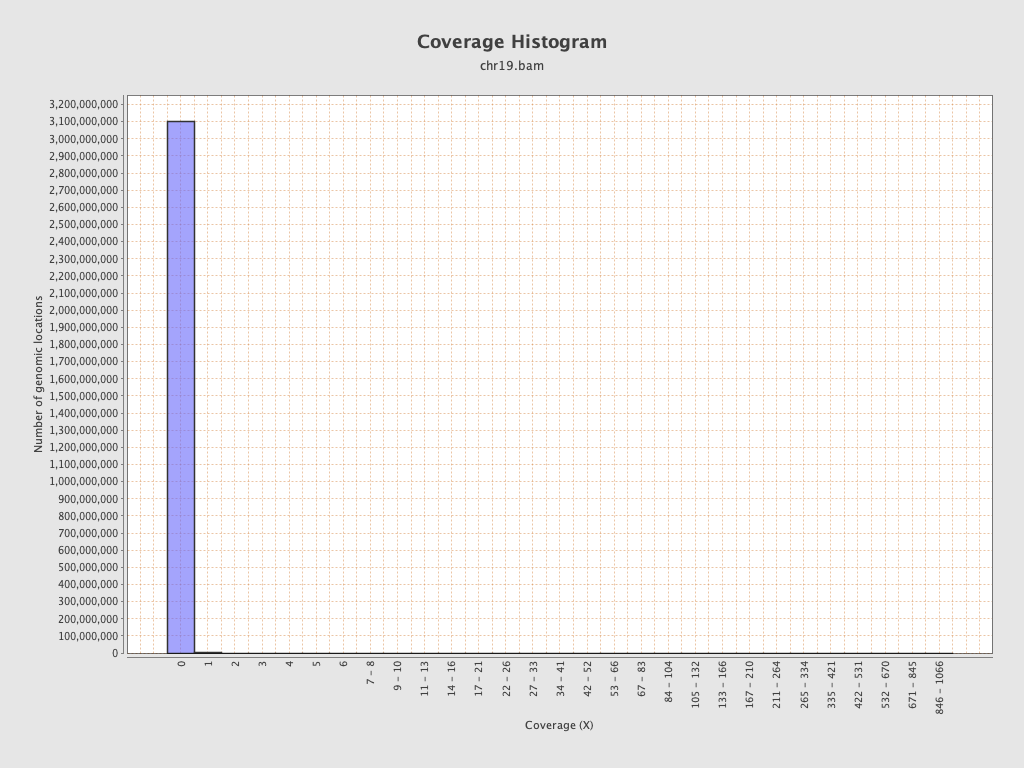 Coverage Histogram
chr19.bam
3,200,000,000
3,100,000,000
3,000,000,000
2,900,000,000
2,800,000,000
2,700,000,000
2,600,000,000
2,500,000,000
2,400,000,000
2,300,000,000
2,200,000,000
2,100,000,000
2,000,000,000
1,900,000,000
1,800,000,000
1,700,000,000
1,600,000,000
1,500,000,000
1,400,000,000
1,300,000,000
1,200,000,000
1,100,000,000
1,000,000,000
900,000,000
800,000,000
700,000,000
600,000,000
500,000,000
400,000,000
300,000,000
200,000,000
100,000,000
0
Number of genomic locations
0
1
2
3
4
5
6
7 - 8
9 - 10
11 - 13
14 - 16
17 - 21
22 - 26
27 - 33
34 - 41
42 - 52
53 - 66
67 - 83
84 - 104
105 - 132
133 - 166
167 - 210
211 - 264
265 - 334
335 - 421
422 - 531
532 - 670
671 - 845
846 - 1066
Coverage (X)